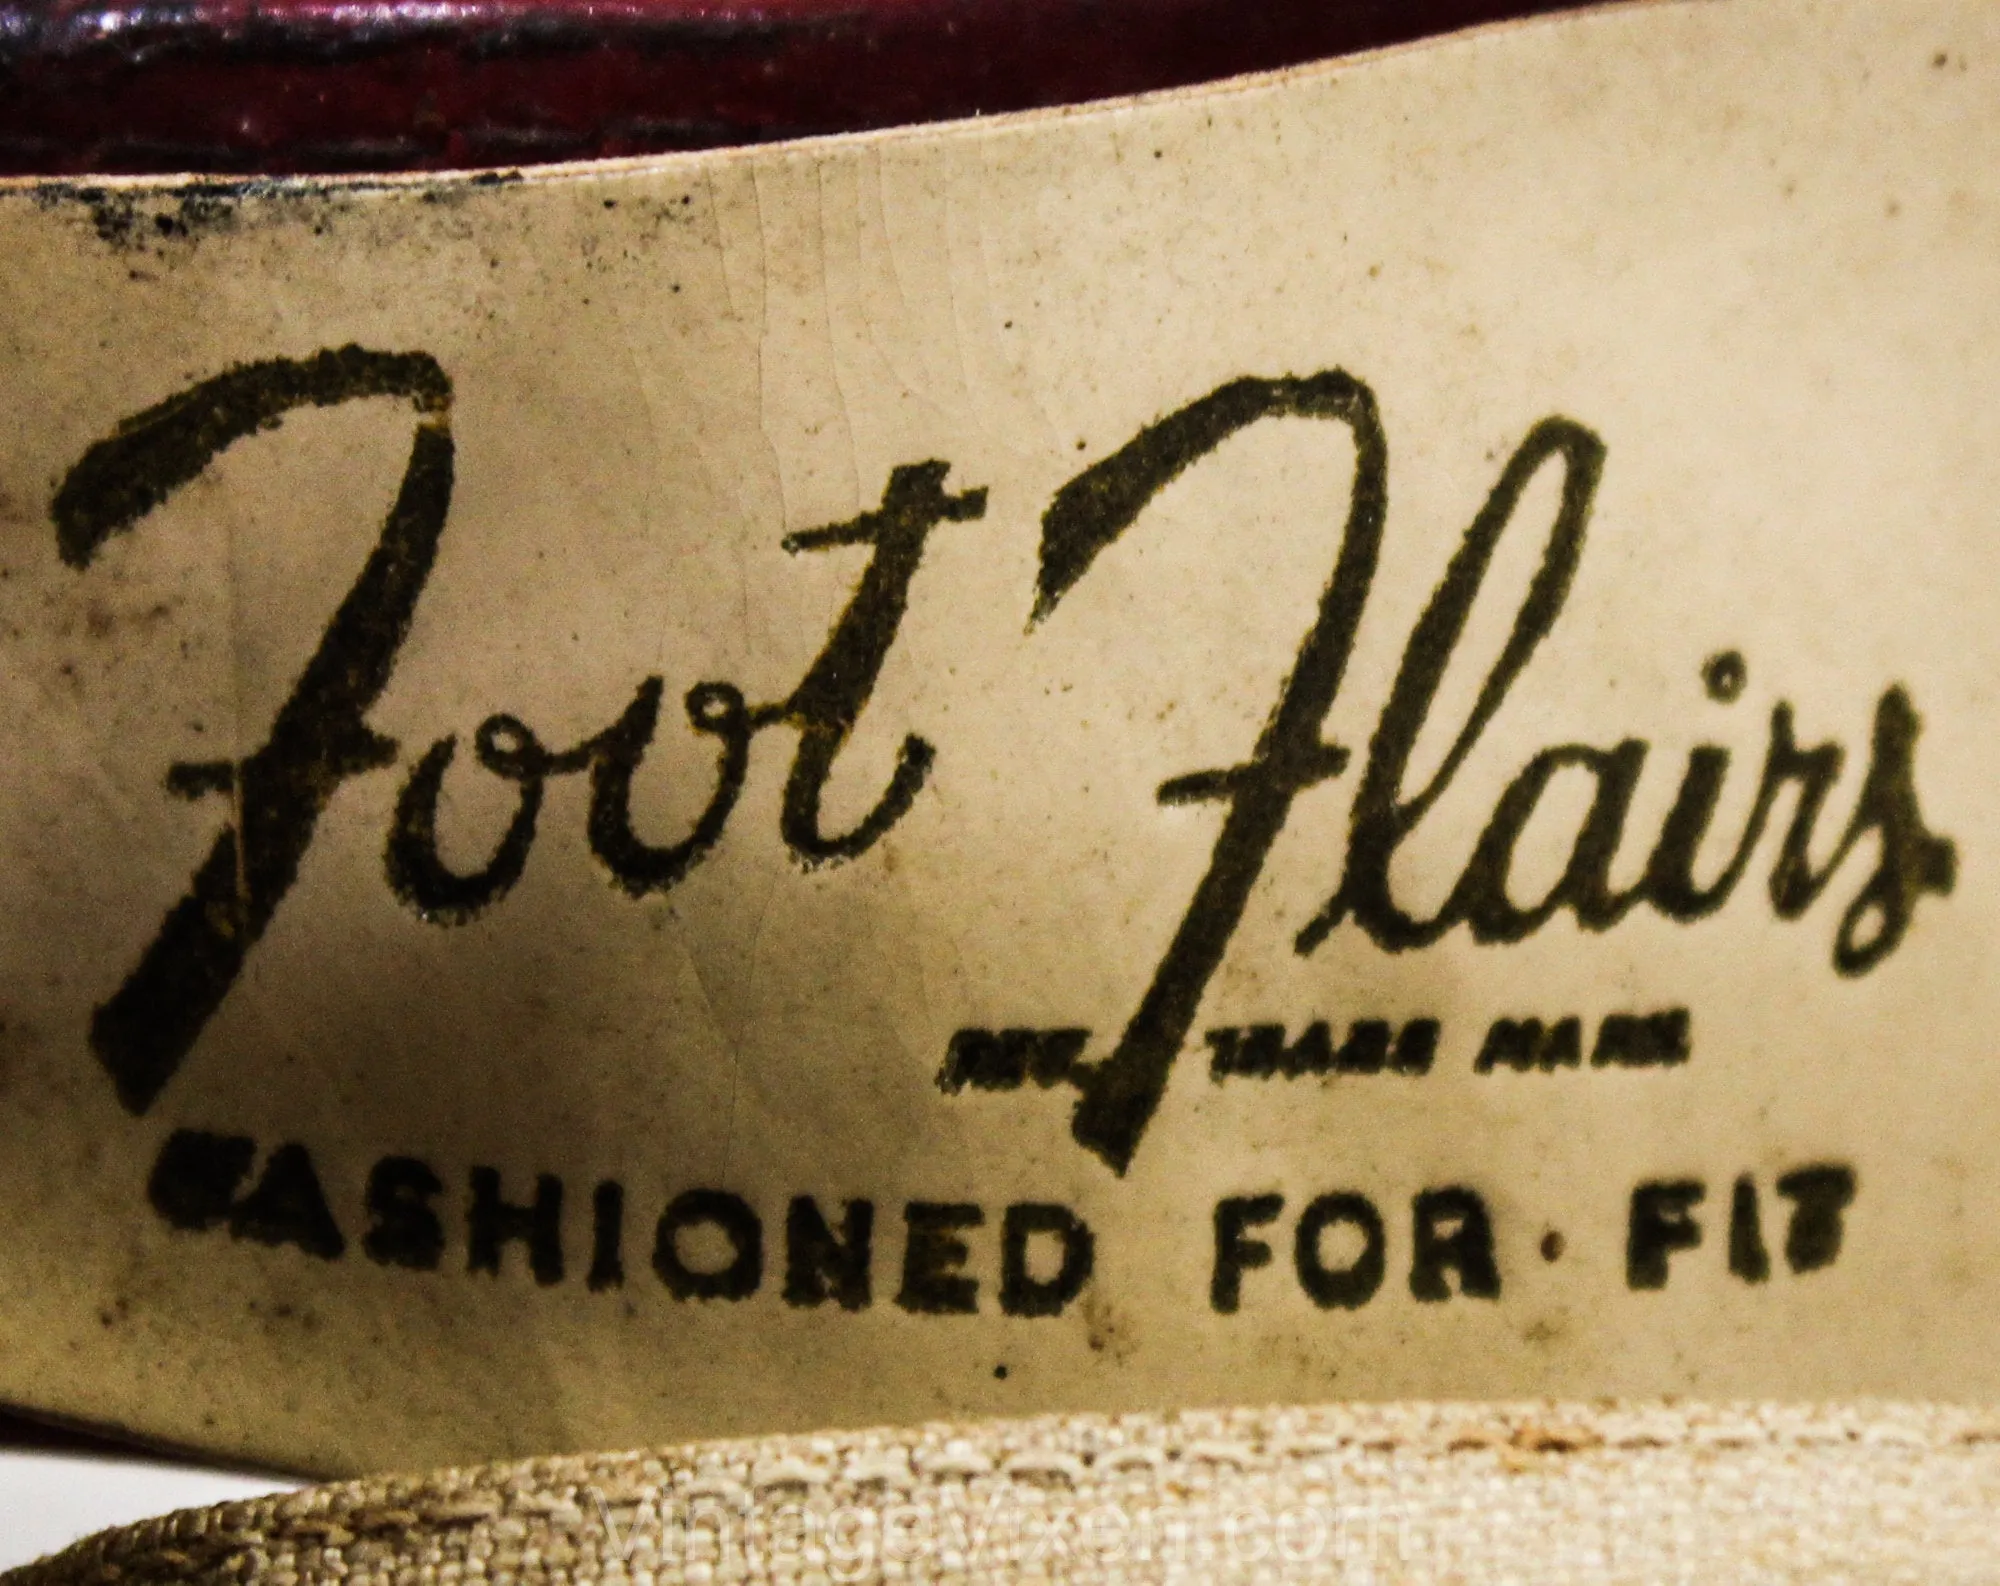 Foot Flairs
REG. TRADE MARK
FASHIONED FOR FIT
VintageVixen.com